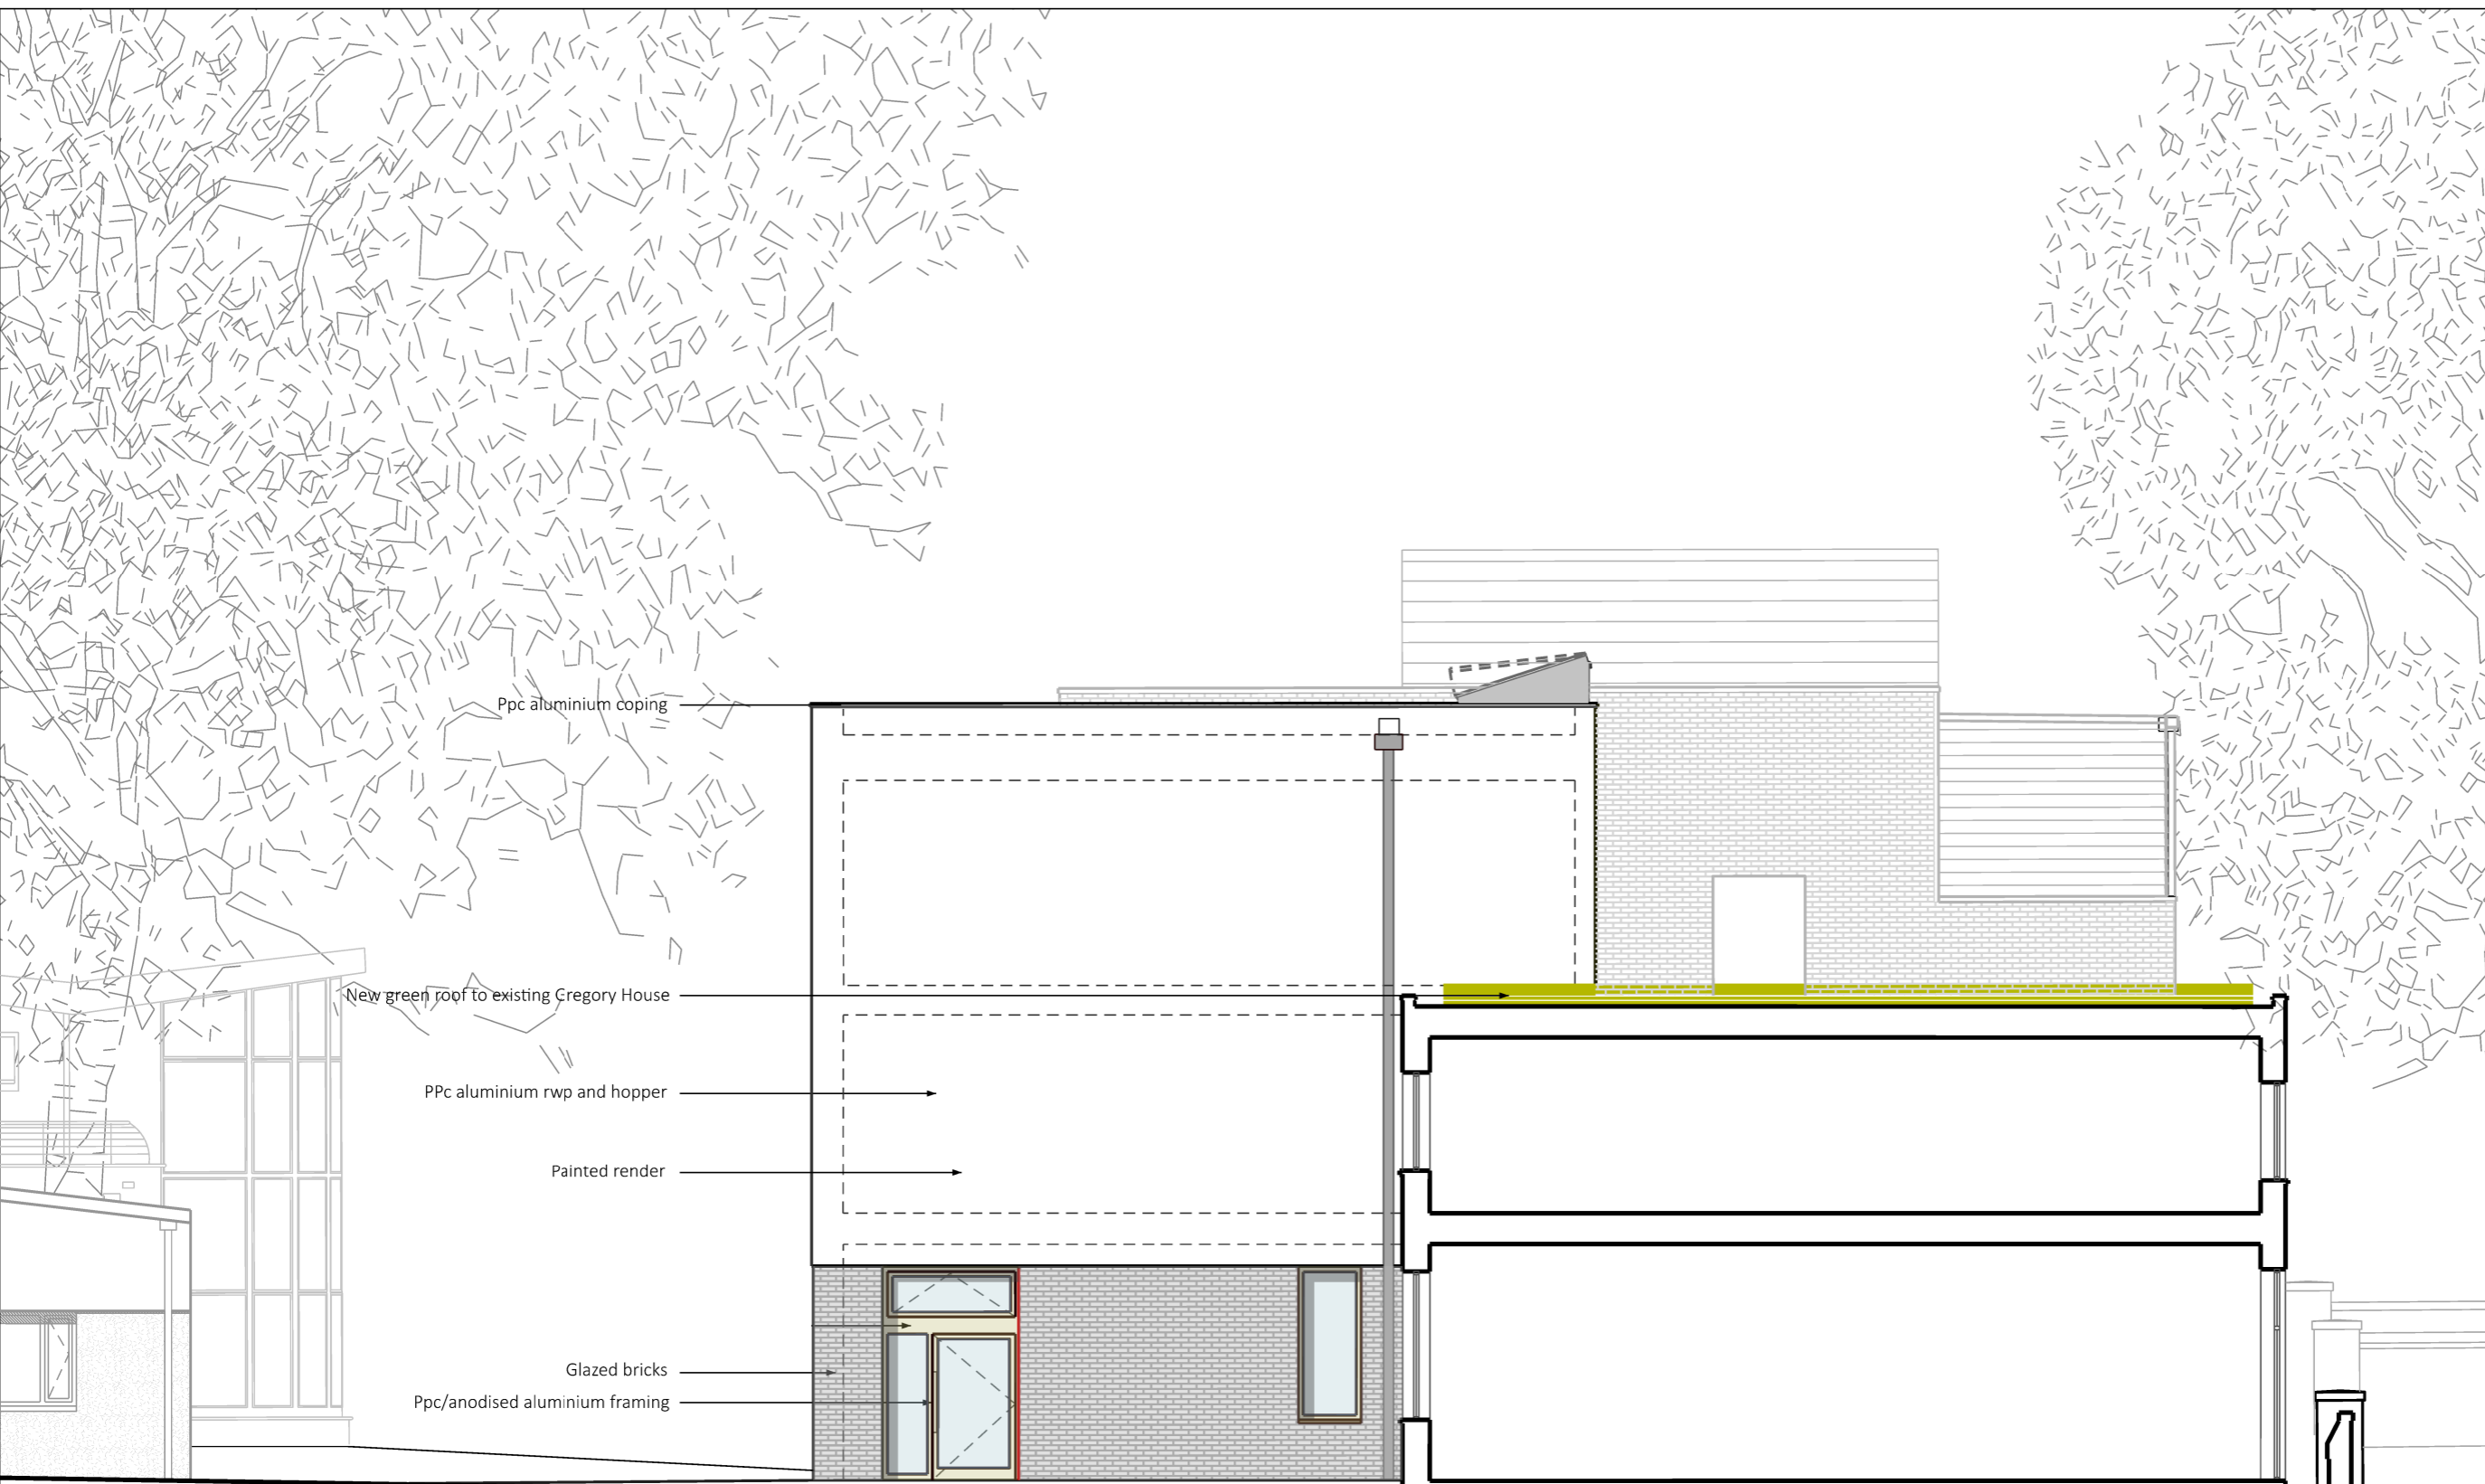 Ppc aluminium coping
New green roof to existing Gregory House
PPc aluminium rwp and hopper
Painted render
Glazed bricks
Ppc/anodised aluminium framing